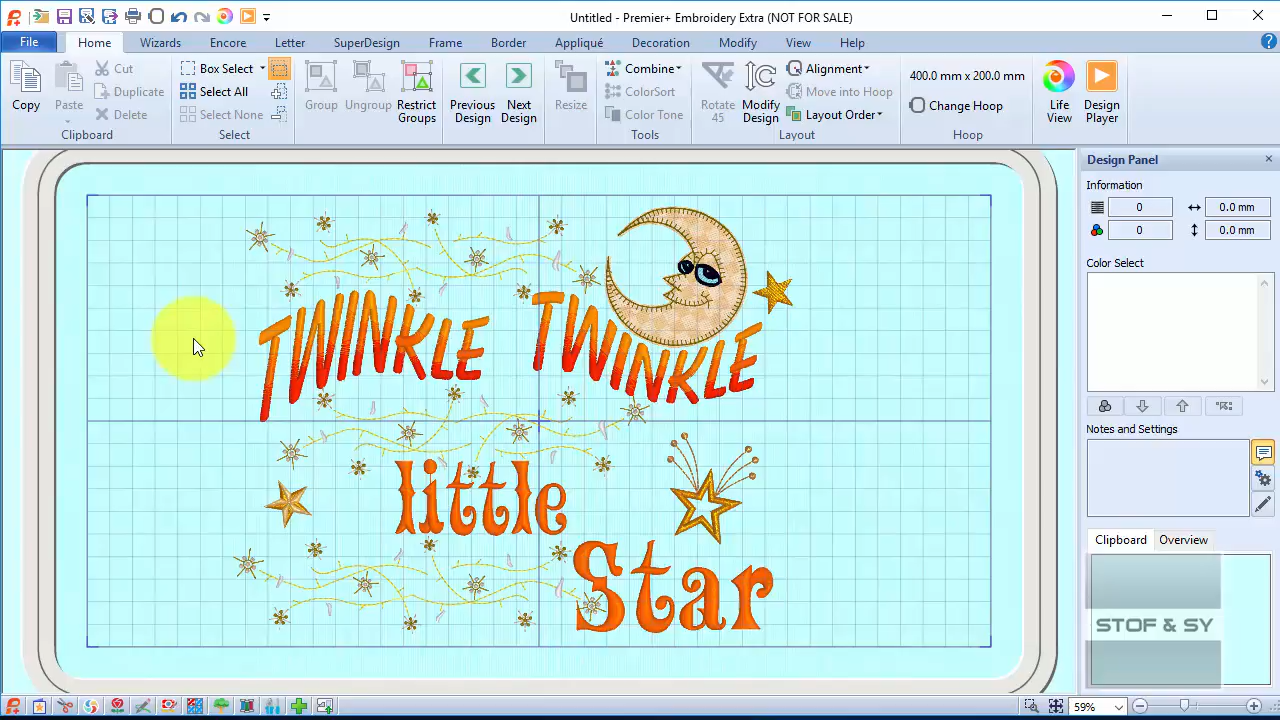 Untitled - Premier+ Embroidery Extra (NOT FOR SALE)
File Home Wizards Encore Letter SuperDesign Frame Border Appliqué Decoration Modify View Help
Copy Paste Cut Duplicate Delete Clipboard
Box Select Select All Select None Select
Group Ungroup Restrict Groups
Previous Design Next Design
Resize
Combine ColorSort Color Tone Tools
Rotate 45 Modify Design Alignment Move into Hoop Layout Order Layout
400.0 mm x 200.0 mm Change Hoop Hoop
Life View Design Player
Design Panel
Information
0 0.0 mm
0 0.0 mm
Color Select
Notes and Settings
Clipboard Overview
STOF & SY
TWINKLE TWINKLE
little
Star
59%